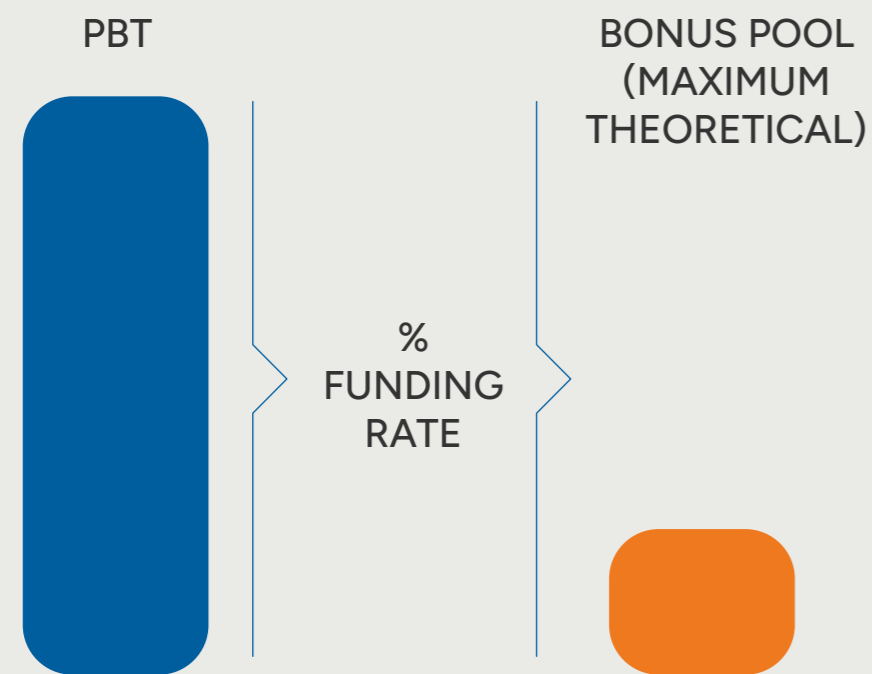 PBT
%
FUNDING
RATE
BONUS POOL
(MAXIMUM
THEORETICAL)